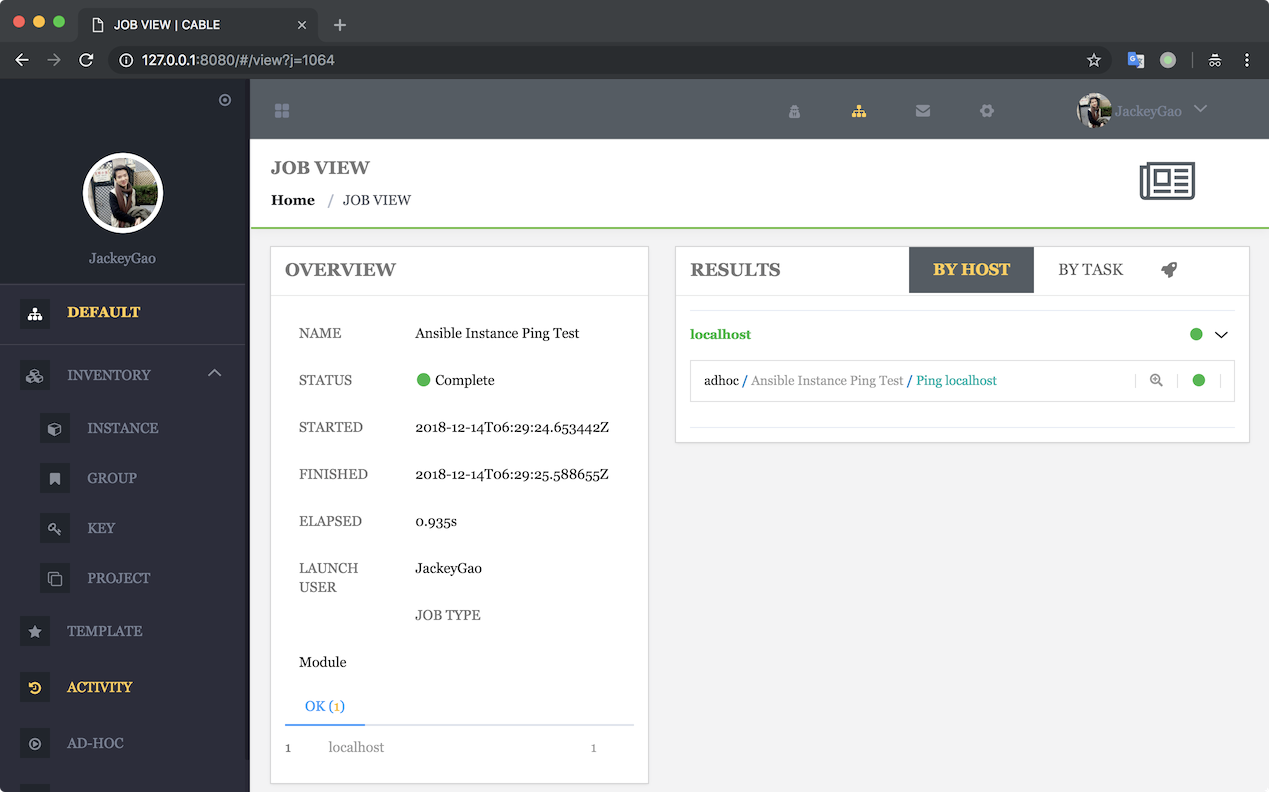 JOB VIEW | CABLE
127.0.0.1:8080/#/view?j=1064
JackeyGao
JackeyGao
DEFAULT
INVENTORY
INSTANCE
GROUP
KEY
PROJECT
TEMPLATE
ACTIVITY
AD-HOC
JOB VIEW
Home / JOB VIEW
OVERVIEW
NAME Ansible Instance Ping Test
STATUS Complete
STARTED 2018-12-14T06:29:24.653442Z
FINISHED 2018-12-14T06:29:25.588655Z
ELAPSED 0.935s
LAUNCH JackeyGao
USER
JOB TYPE
Module
OK (1)
1 localhost 1
RESULTS BY HOST BY TASK
localhost
adhoc / Ansible Instance Ping Test / Ping localhost